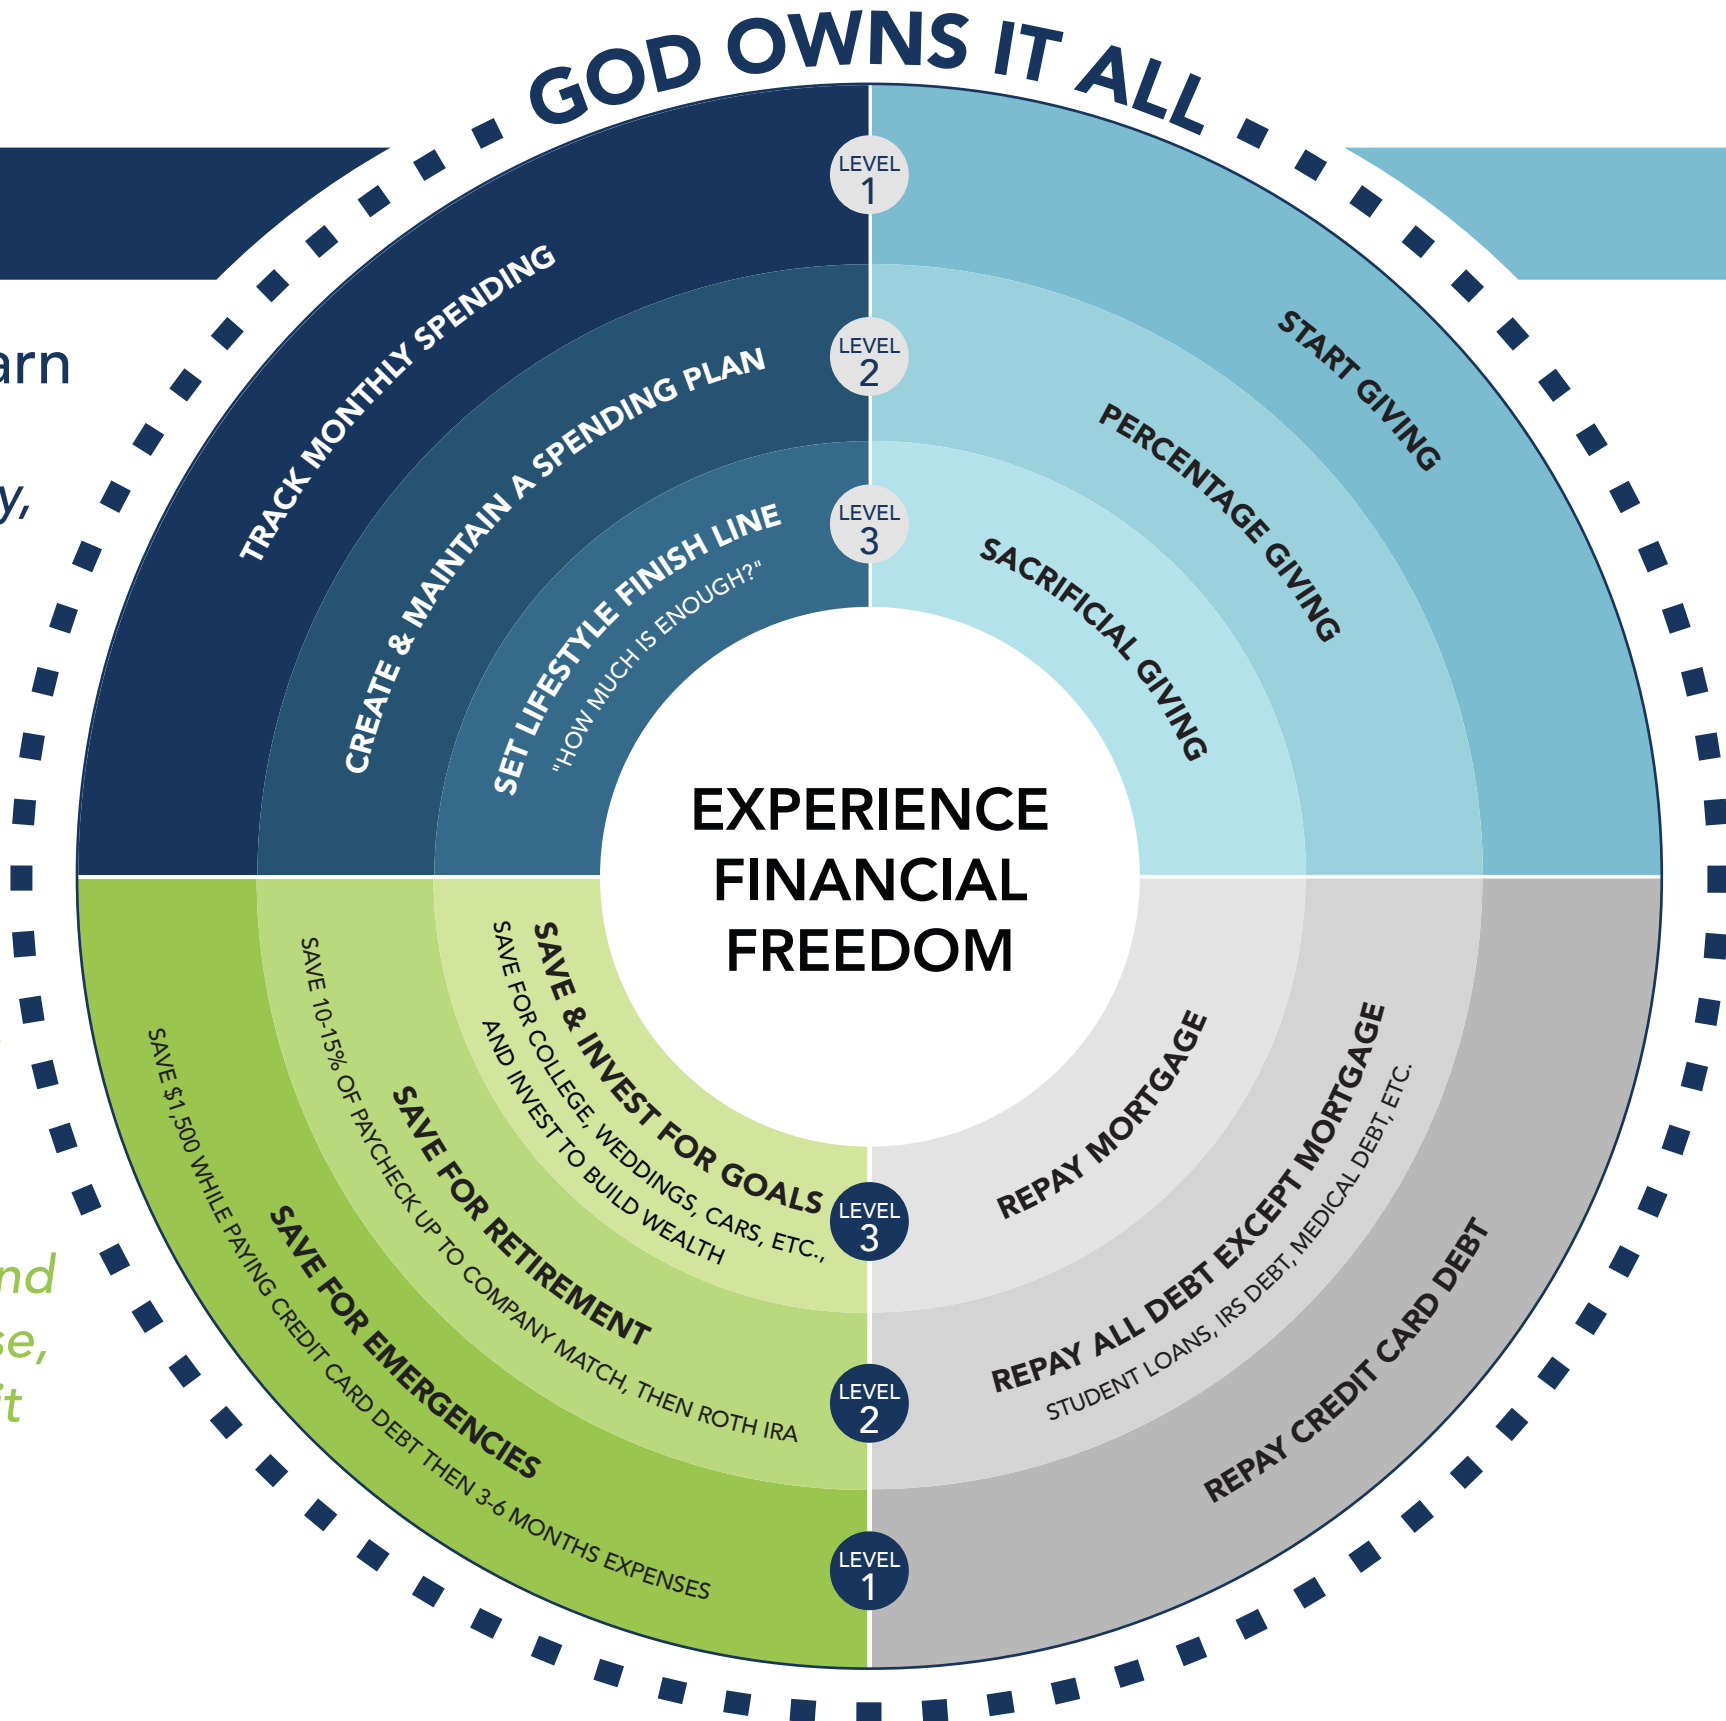 GOD OWNS IT ALL
LEVEL
1
TRACK MONTHLY SPENDING
START GIVING
arn
y,
LEVEL
2
CREATE & MAINTAIN A SPENDING PLAN
PERCENTAGE GIVING
LEVEL
3
SET LIFESTYLE FINISH LINE
"HOW MUCH IS ENOUGH?"
SACRIFICIAL GIVING
EXPERIENCE
FINANCIAL
FREEDOM
SAVE & INVEST FOR GOALS
SAVE FOR COLLEGE, WEDDINGS, CARS, ETC.,
AND INVEST TO BUILD WEALTH
LEVEL
3
REPAY MORTGAGE
SAVE FOR RETIREMENT
SAVE 10-15% OF PAYCHECK UP TO COMPANY MATCH, THEN ROTH IRA
LEVEL
2
REPAY ALL DEBT EXCEPT MORTGAGE
STUDENT LOANS, IRS DEBT, MEDICAL DEBT, ETC.
nd
se,
it
SAVE FOR EMERGENCIES
SAVE $1,500 WHILE PAYING CREDIT CARD DEBT THEN 3-6 MONTHS EXPENSES
LEVEL
1
REPAY CREDIT CARD DEBT